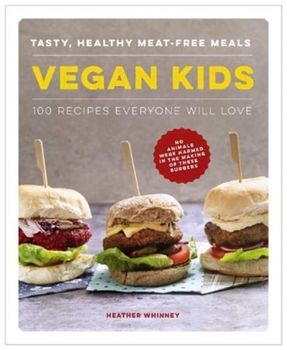 TASTY, HEALTHY MEAT-FREE MEALS
VEGAN KIDS
100 RECIPES EVERYONE WILL LOVE
NO
ANIMALS
WERE HARMED
IN THE MAKING
OF THESE
BURGERS
HEATHER WHINNEY